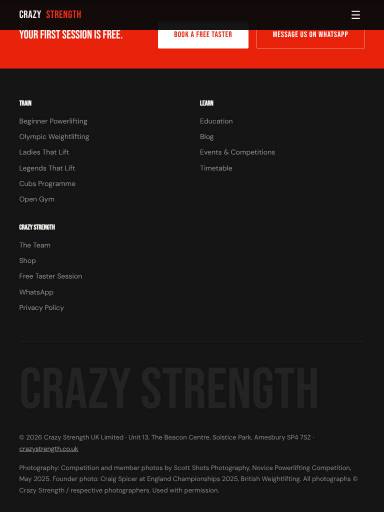 CRAZY STRENGTH
☰
YOUR FIRST SESSION IS FREE.
BOOK A FREE TASTER
MESSAGE US ON WHATSAPP
TRAIN
Beginner Powerlifting
Olympic Weightlifting
Ladies That Lift
Legends That Lift
Cubs Programme
Open Gym
LEARN
Education
Blog
Events & Competitions
Timetable
CRAZY STRENGTH
The Team
Shop
Free Taster Session
WhatsApp
Privacy Policy
CRAZY STRENGTH
© 2026 Crazy Strength UK Limited · Unit 13, The Beacon Centre, Solstice Park, Amesbury SP4 7SZ ·
crazystrength.co.uk
Photography: Competition and member photos by Scott Shots Photography, Novice Powerlifting Competition,
May 2025. Founder photo: Craig Spicer at England Championships 2025, British Weightlifting. All photographs ©
Crazy Strength / respective photographers. Used with permission.